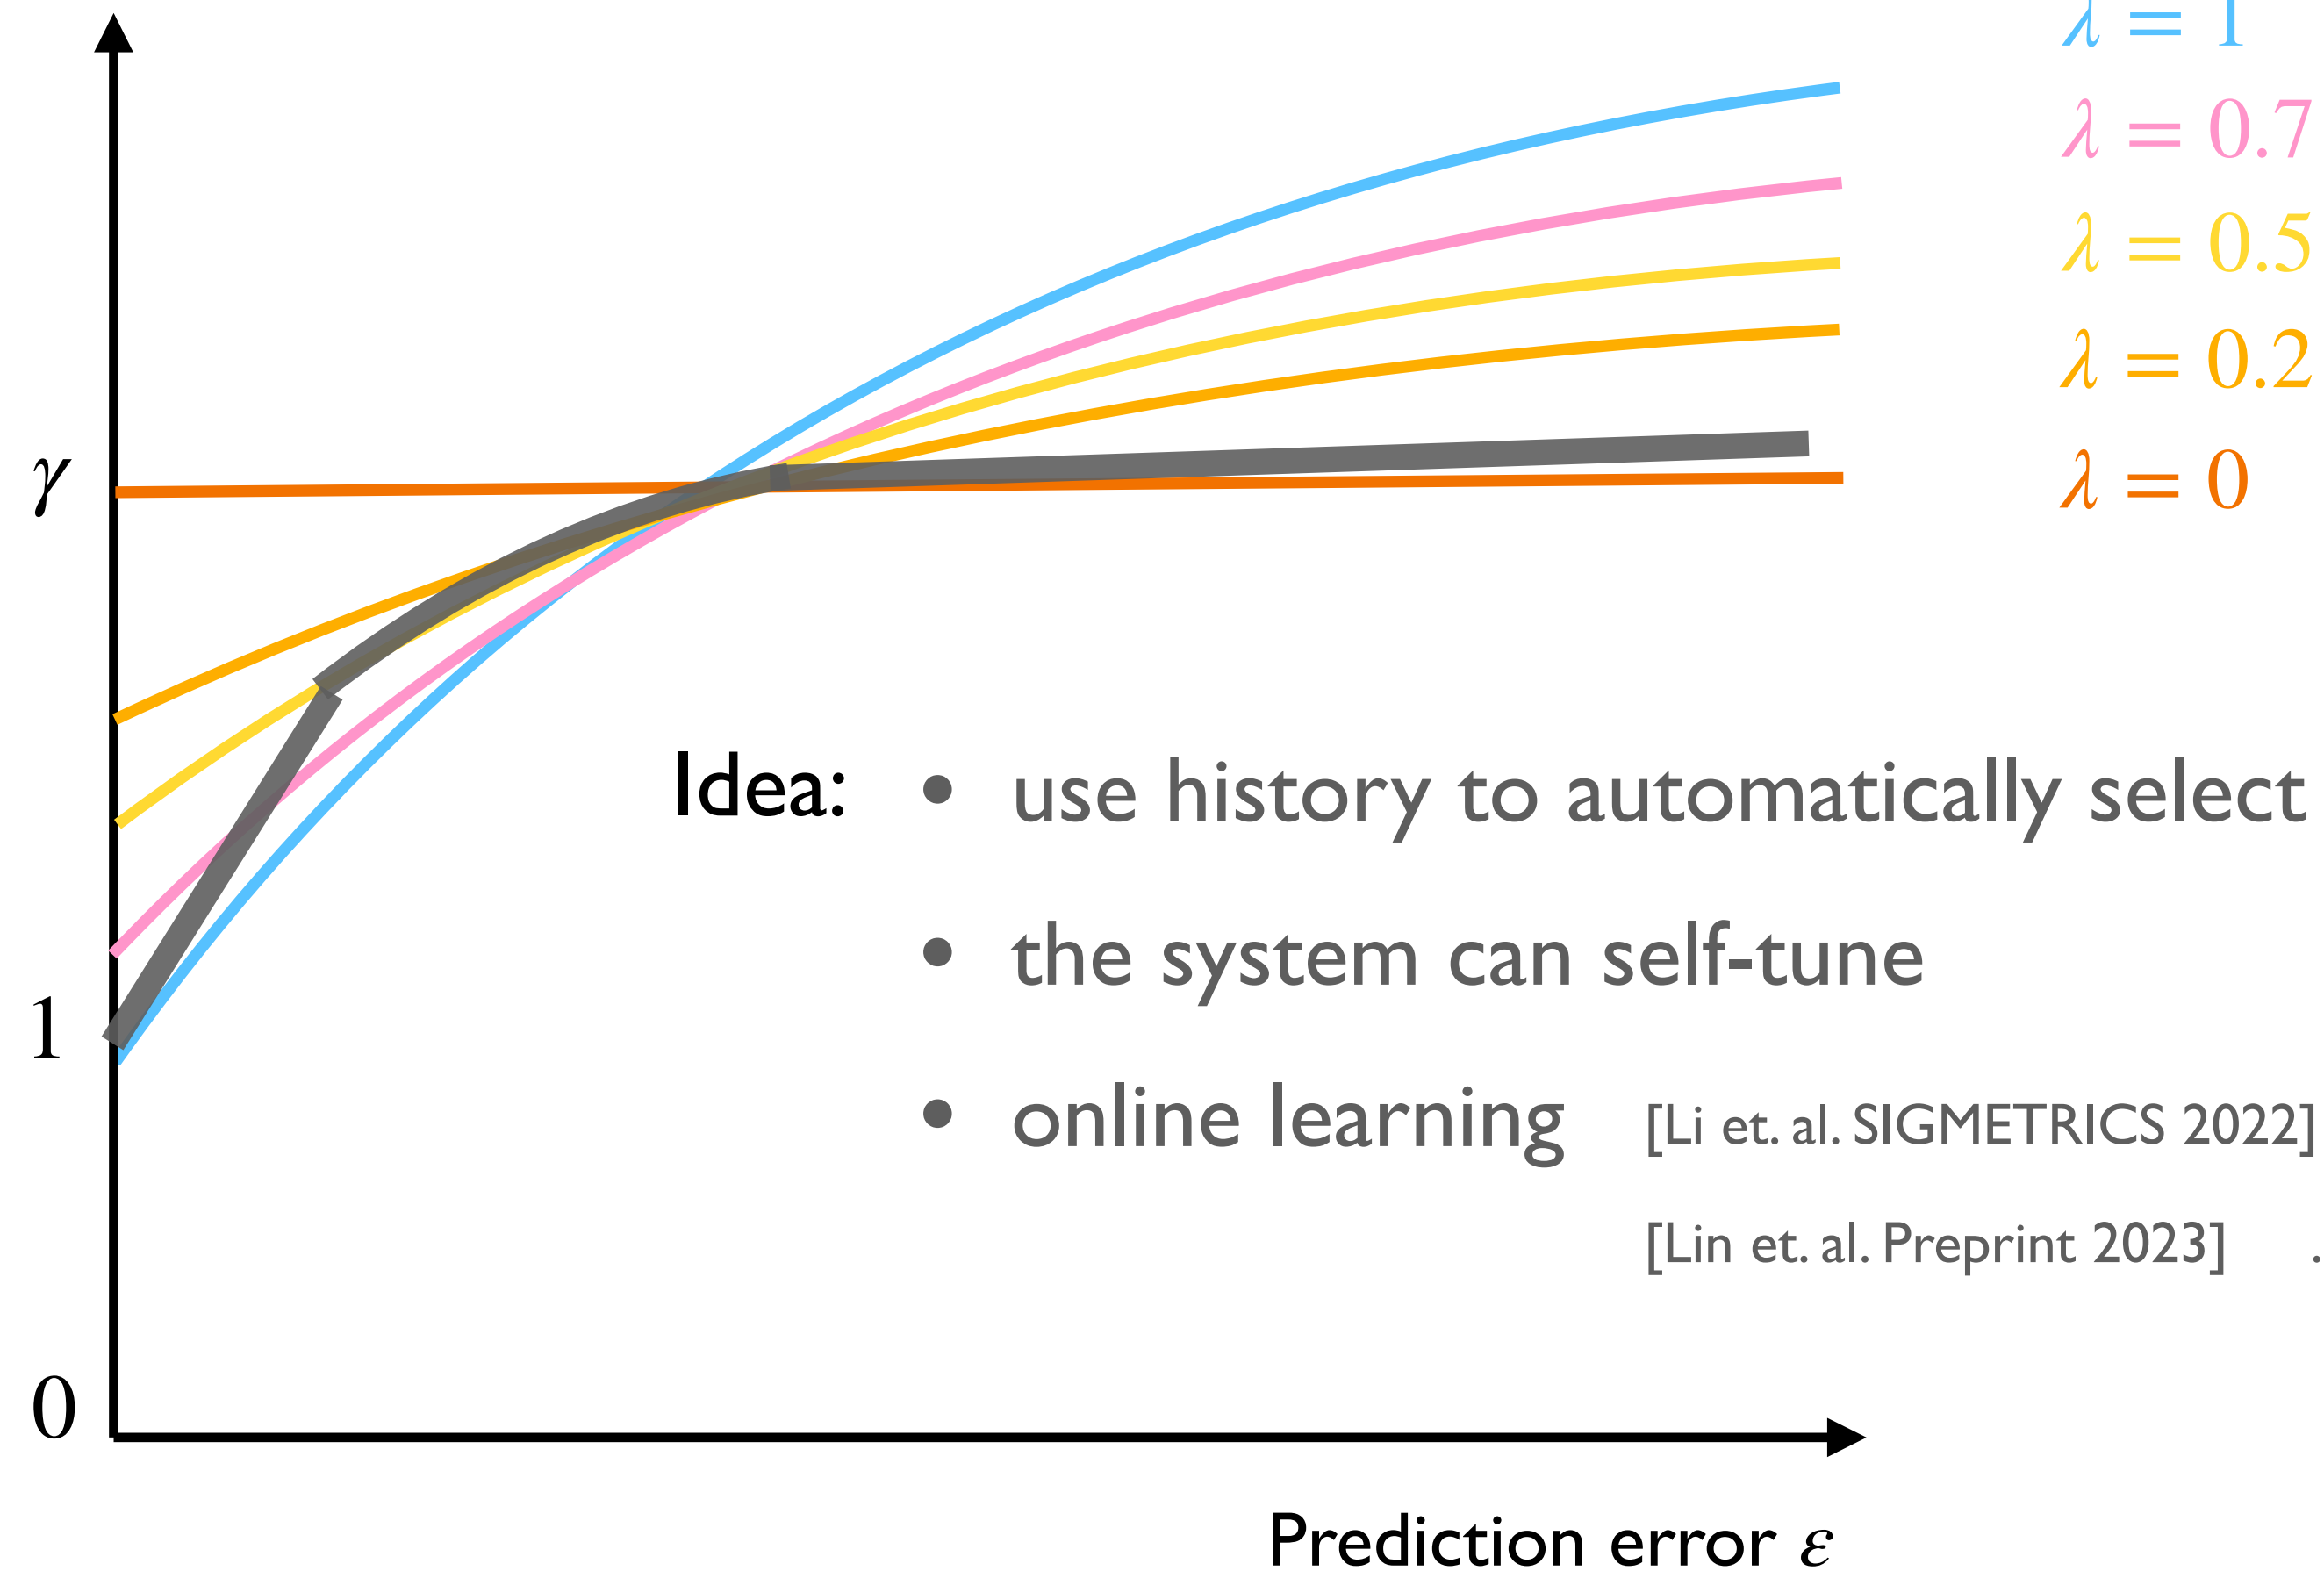 λ = 1
λ = 0.7
λ = 0.5
λ = 0.2
γ
λ = 0
Idea:
• use history to automatically select
• the system can self-tune
1
• online learning [Li et. al. SIGMETRICS 2022]
[Lin et. al. Preprint 2023] .
0
Prediction error ε